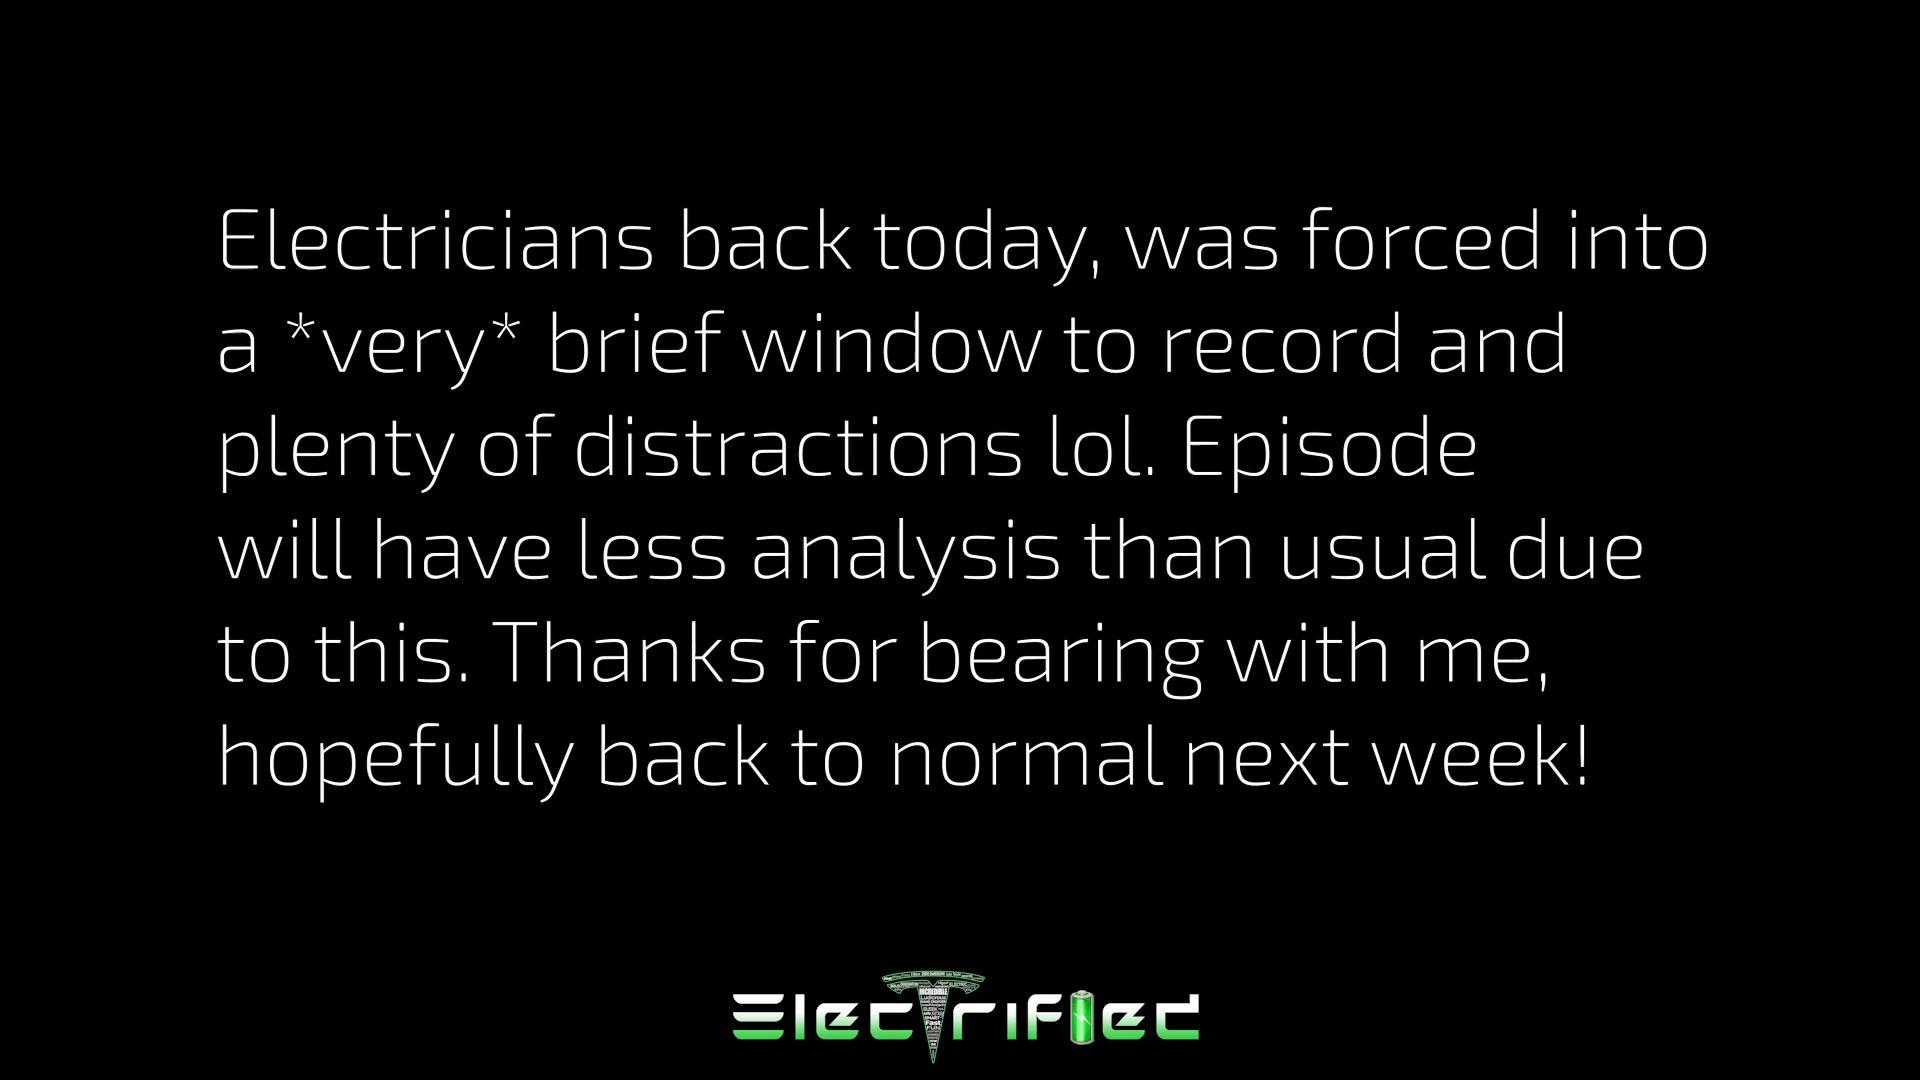 Electricians back today, was forced into
a *very* brief window to record and
plenty of distractions lol. Episode
will have less analysis than usual due
to this. Thanks for bearing with me,
hopefully back to normal next week!
INCREDIBLE
Electrified